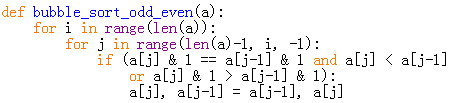 def bubble_sort_odd_even(a):
    for i in range(len(a)):
        for j in range(len(a)-1, i, -1):
            if (a[j] & 1 == a[j-1] & 1 and a[j] < a[j-1]
                or a[j] & 1 > a[j-1] & 1):
                a[j], a[j-1] = a[j-1], a[j]